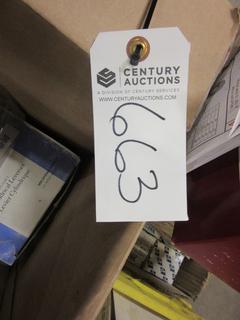 CENTURY
AUCTIONS
A DIVISION OF CENTURY SERVICES
WWW.CENTURYAUCTIONS.COM
663